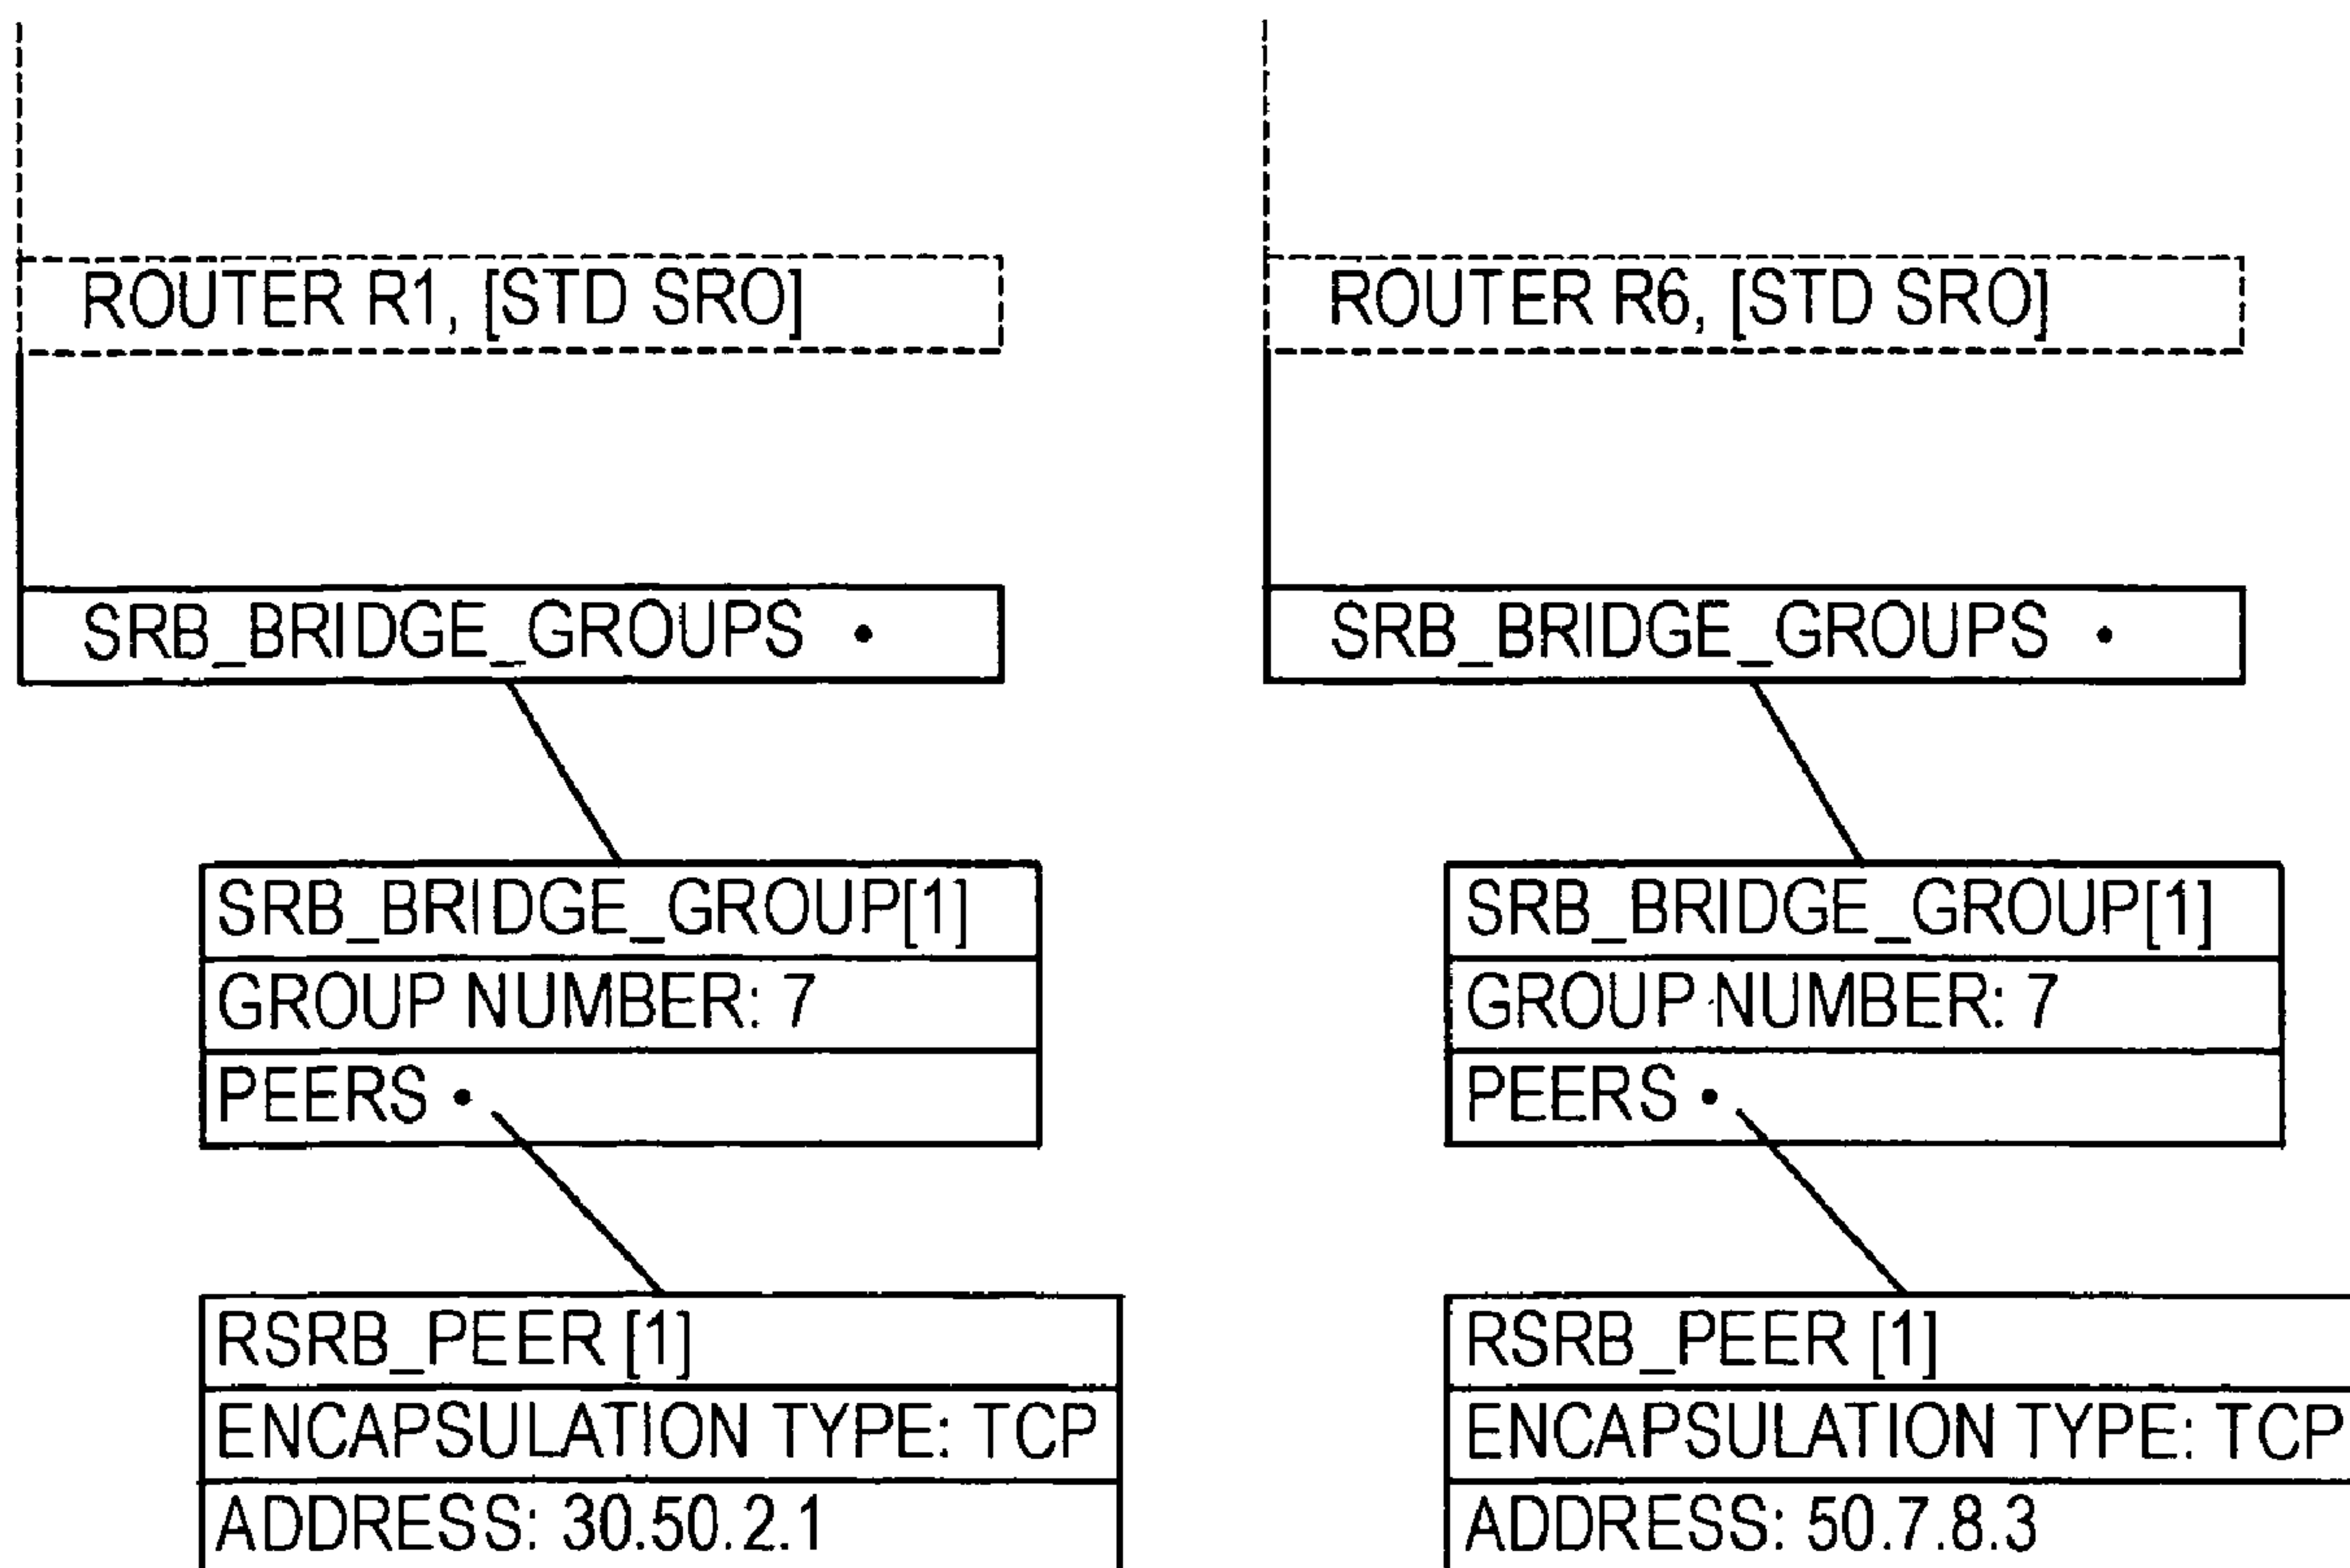 ROUTER R1, [STD SRO]
SRB_BRIDGE_GROUPS •
SRB_BRIDGE_GROUP[1]
GROUP NUMBER: 7
PEERS •
RSRB_PEER [1]
ENCAPSULATION TYPE: TCP
ADDRESS: 30.50.2.1
ROUTER R6, [STD SRO]
SRB_BRIDGE_GROUPS •
SRB_BRIDGE_GROUP[1]
GROUP NUMBER: 7
PEERS •
RSRB_PEER [1]
ENCAPSULATION TYPE: TCP
ADDRESS: 50.7.8.3